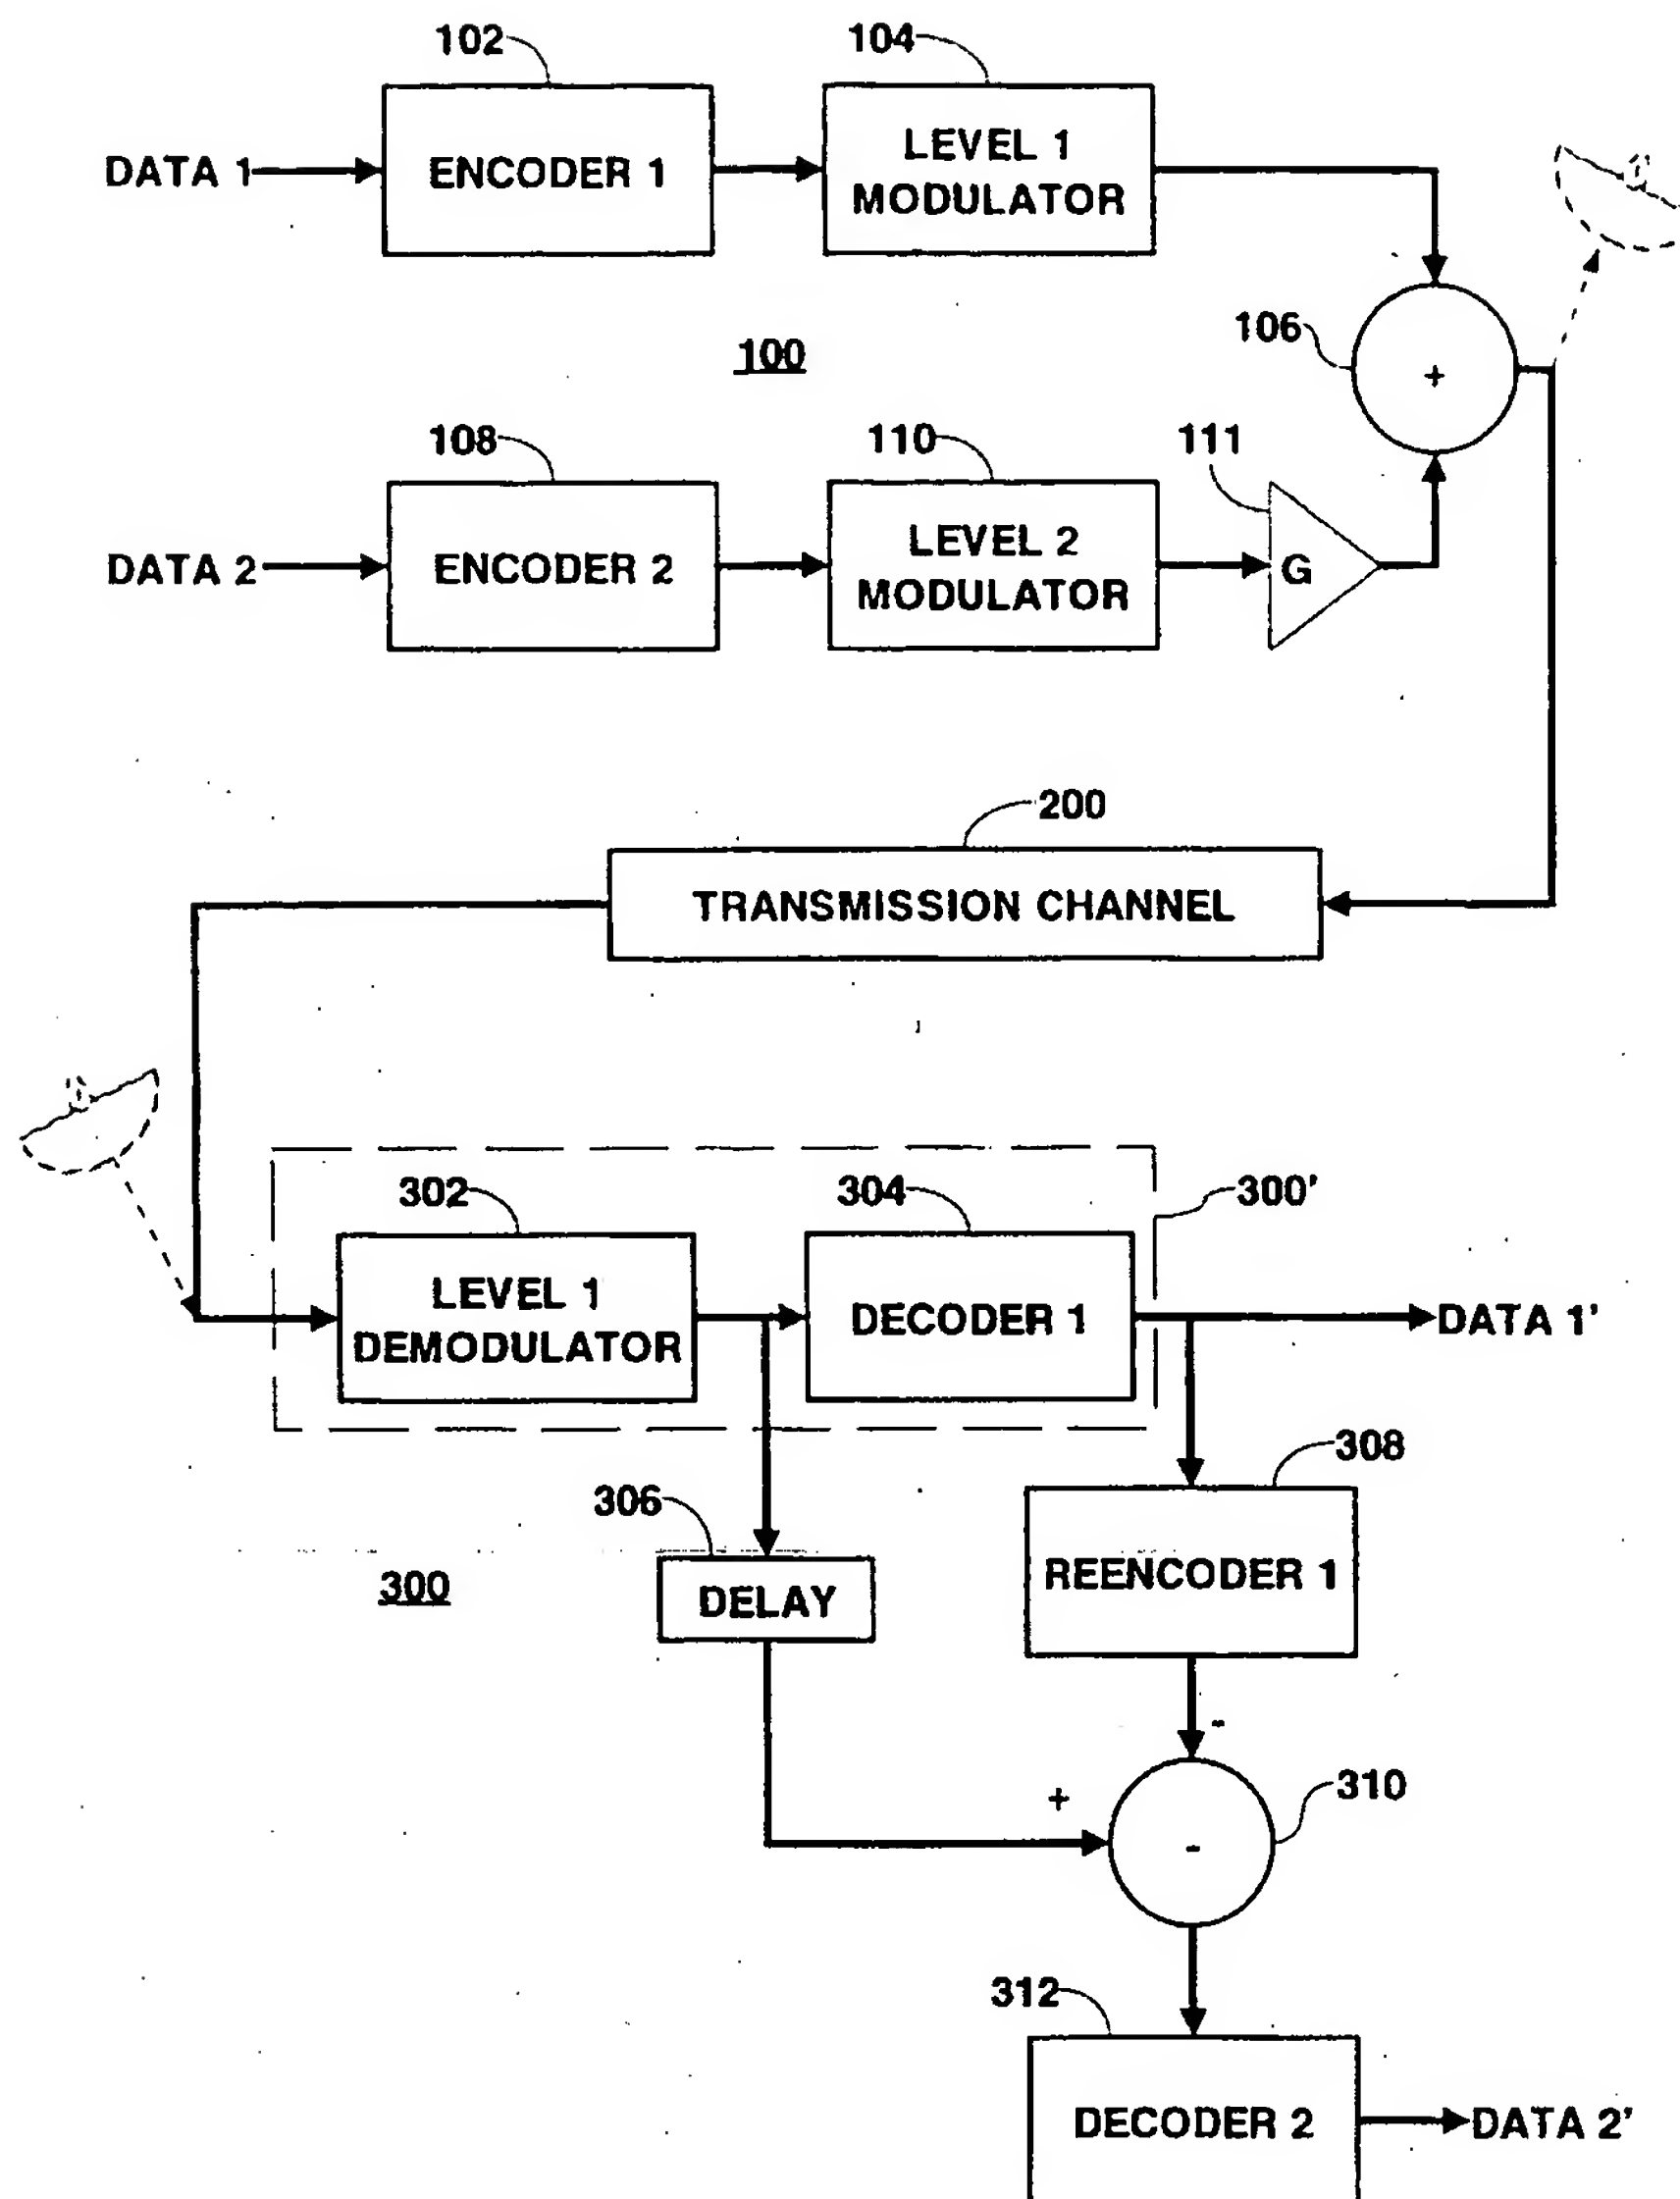 102
104
DATA 1
ENCODER 1
LEVEL 1
MODULATOR
106
+
100
108
110
111
DATA 2
ENCODER 2
LEVEL 2
MODULATOR
G
200
TRANSMISSION CHANNEL
302
304
300'
LEVEL 1
DEMODULATOR
DECODER 1
DATA 1'
308
306
REENCODER 1
300
DELAY
-
+
310
-
312
DECODER 2
DATA 2'